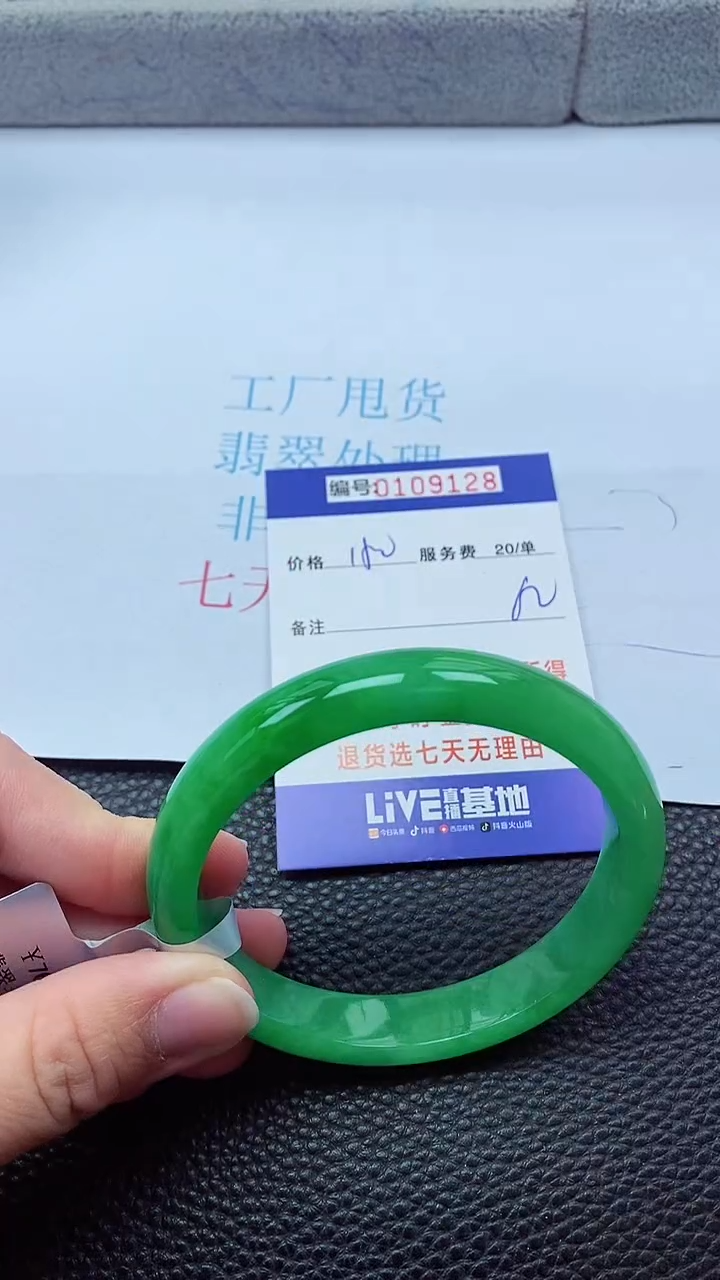 工厂甩货
翡翠处理
非
七天
编号:0109128
价格 服务费 20/单
备注
得
退货选七天无理由
LiVE直播基地
今日头条 抖音 西瓜视频 抖音火山版